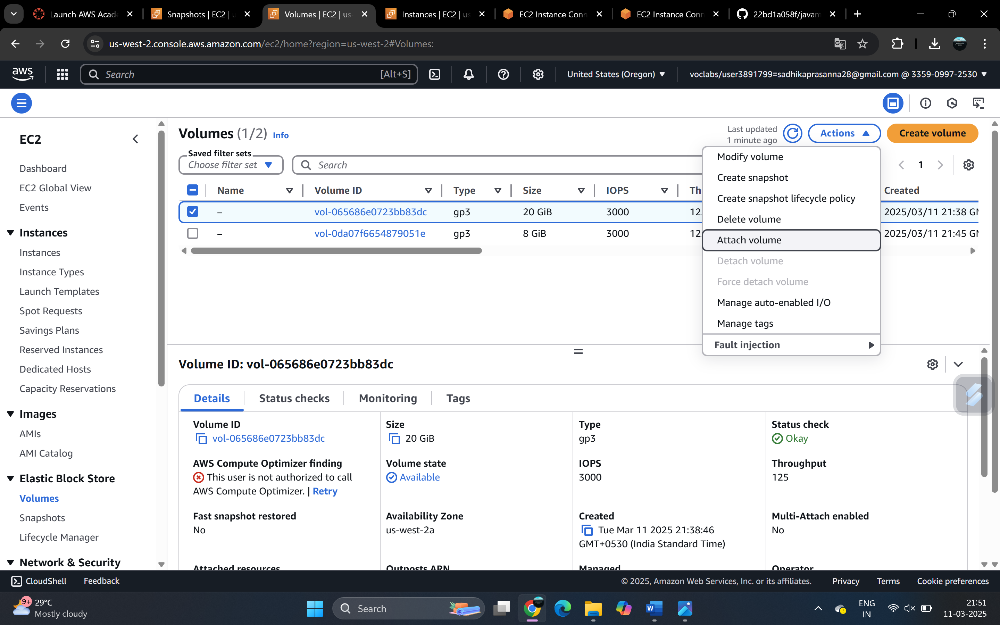 Launch AWS Acade
Snapshots | EC2 | u
Volumes | EC2 | us-
Instances | EC2 | us
EC2 Instance Conn
EC2 Instance Conn
22bd1a058f/javam
us-west-2.console.aws.amazon.com/ec2/home?region=us-west-2#Volumes:
aws
Search
[Alt+S]
United States (Oregon)
voclabs/user3891799=sadhikaprasanna28@gmail.com @ 3359-0997-2530
EC2
Dashboard
EC2 Global View
Events
Instances
Instances
Instance Types
Launch Templates
Spot Requests
Savings Plans
Reserved Instances
Dedicated Hosts
Capacity Reservations
Images
AMIs
AMI Catalog
Elastic Block Store
Volumes
Snapshots
Lifecycle Manager
Network & Security
Volumes (1/2) Info
Last updated
1 minute ago
Actions
Create volume
Saved filter sets
Choose filter set
Search
1
Name Volume ID Type Size IOPS Th Created
– vol-065686e0723bb83dc gp3 20 GiB 3000 12 2025/03/11 21:38 GM
– vol-0da07f6654879051e gp3 8 GiB 3000 12 2025/03/11 21:45 GM
Modify volume
Create snapshot
Create snapshot lifecycle policy
Delete volume
Attach volume
Detach volume
Force detach volume
Manage auto-enabled I/O
Manage tags
Fault injection
Volume ID: vol-065686e0723bb83dc
Details
Status checks
Monitoring
Tags
Volume ID
vol-065686e0723bb83dc
Size
20 GiB
Type
gp3
Status check
Okay
AWS Compute Optimizer finding
This user is not authorized to call
AWS Compute Optimizer. | Retry
Volume state
Available
IOPS
3000
Throughput
125
Fast snapshot restored
No
Availability Zone
us-west-2a
Created
Tue Mar 11 2025 21:38:46
GMT+0530 (India Standard Time)
Multi-Attach enabled
No
Attached resources
Outposts ARN
Managed
Operator
CloudShell
Feedback
© 2025, Amazon Web Services, Inc. or its affiliates.
Privacy
Terms
Cookie preferences
9+
29°C
Mostly cloudy
Search
ENG
IN
21:51
11-03-2025